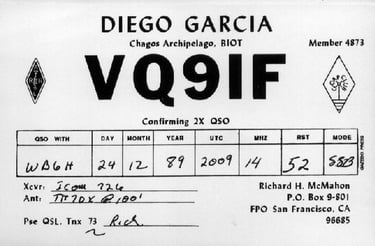 DIEGO GARCIA
Chagos Archipelago, BIOT
Member 4873
VQ9IF
Confirming 2X QSO
QSO WITH DAY MONTH YEAR UTC MHZ RST MODE
24 12 89 2009 14 52 SSB
Xcvr: Icom 726
Ant: @ 100'
Pse QSL. Tnx 73 Rich
Richard H. McMahon
P.O. Box 9-801
FPO San Francisco, CA
96685